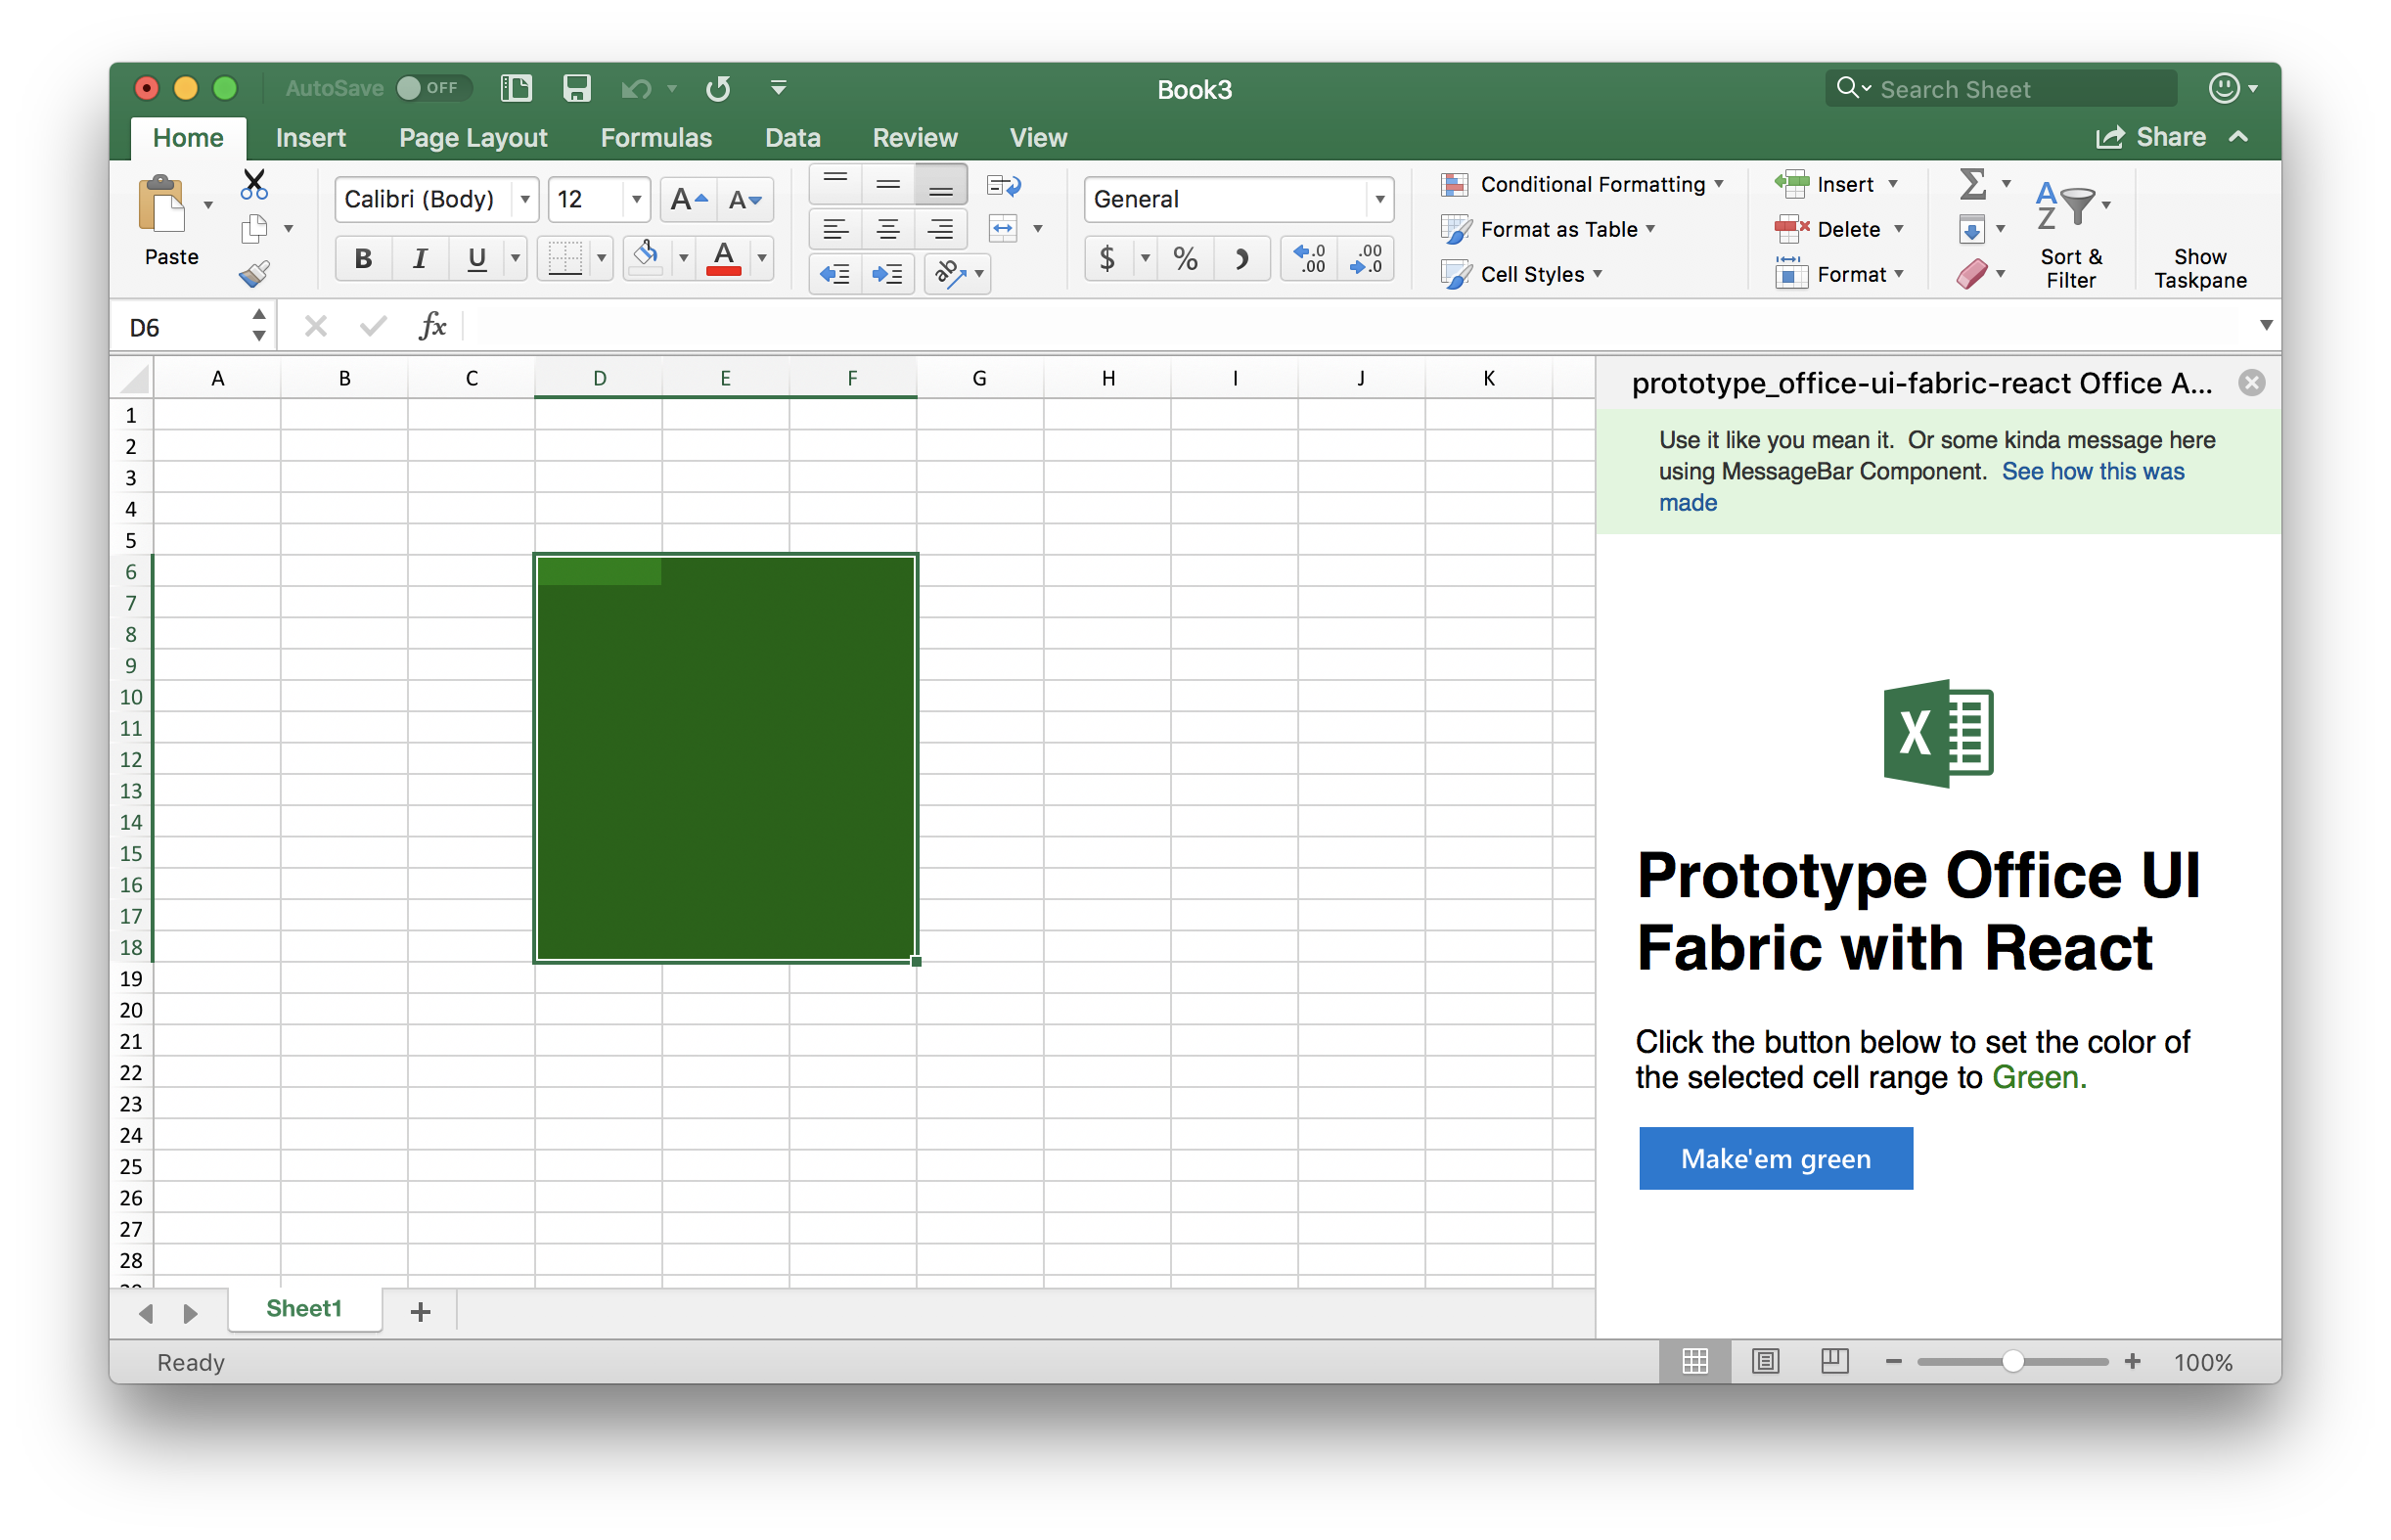 AutoSave OFF Book3 Search Sheet
Home Insert Page Layout Formulas Data Review View Share
Paste
Calibri (Body) 12 A A
B I U A
ab
General
$ % ❩ .0 .00 .00 .0
Conditional Formatting
Format as Table
Cell Styles
Insert
Delete
Format
Σ
A Z
Sort &
Filter
Show
Taskpane
D6 fx
A B C D E F G H I J K
1
2
3
4
5
6
7
8
9
10
11
12
13
14
15
16
17
18
19
20
21
22
23
24
25
26
27
28
prototype_office-ui-fabric-react Office A...
Use it like you mean it. Or some kinda message here
using MessageBar Component. See how this was
made
X
Prototype Office UI
Fabric with React
Click the button below to set the color of
the selected cell range to Green.
Make'em green
Sheet1 +
Ready 100%